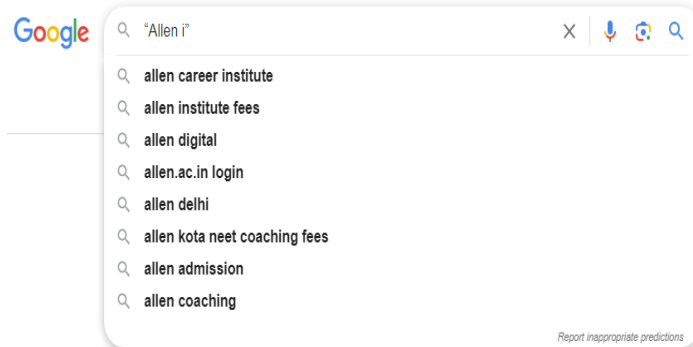 Google “Allen i”
allen career institute
allen institute fees
allen digital
allen.ac.in login
allen delhi
allen kota neet coaching fees
allen admission
allen coaching
Report inappropriate predictions